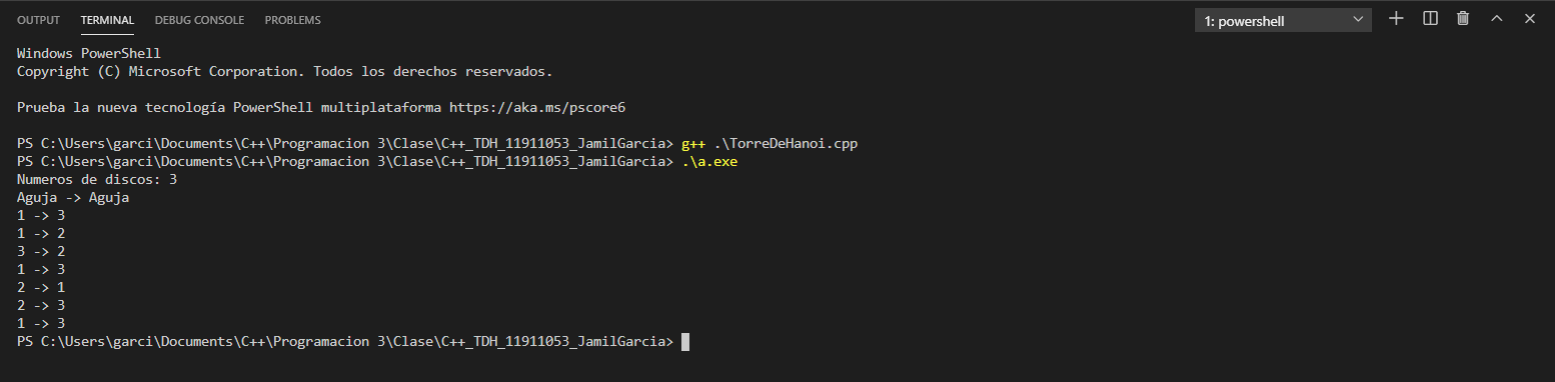 OUTPUT TERMINAL DEBUG CONSOLE PROBLEMS 1: powershell
Windows PowerShell
Copyright (C) Microsoft Corporation. Todos los derechos reservados.
Prueba la nueva tecnología PowerShell multiplataforma https://aka.ms/pscore6
PS C:\Users\garci\Documents\C++\Programacion 3\Clase\C++_TDH_11911053_JamilGarcia> g++ .\TorreDeHanoi.cpp
PS C:\Users\garci\Documents\C++\Programacion 3\Clase\C++_TDH_11911053_JamilGarcia> .\a.exe
Numeros de discos: 3
Aguja -> Aguja
1 -> 3
1 -> 2
3 -> 2
1 -> 3
2 -> 1
2 -> 3
1 -> 3
PS C:\Users\garci\Documents\C++\Programacion 3\Clase\C++_TDH_11911053_JamilGarcia>